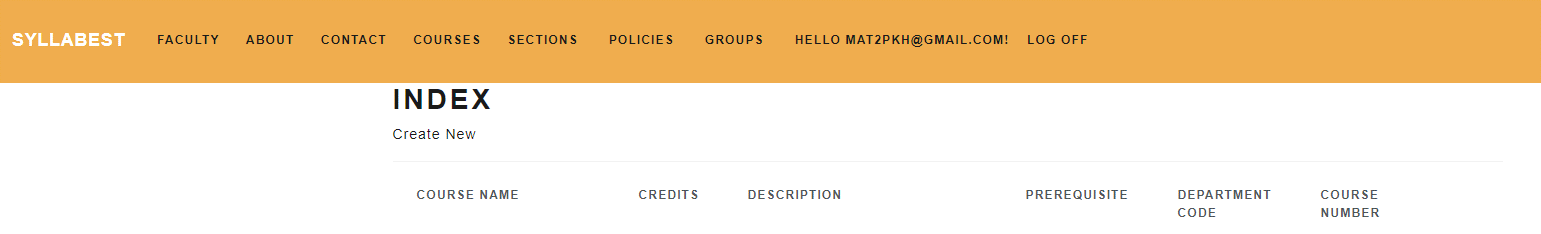 SYLLABEST FACULTY ABOUT CONTACT COURSES SECTIONS POLICIES GROUPS HELLO MAT2PKH@GMAIL.COM! LOG OFF
INDEX
Create New
COURSE NAME CREDITS DESCRIPTION PREREQUISITE DEPARTMENT CODE COURSE NUMBER